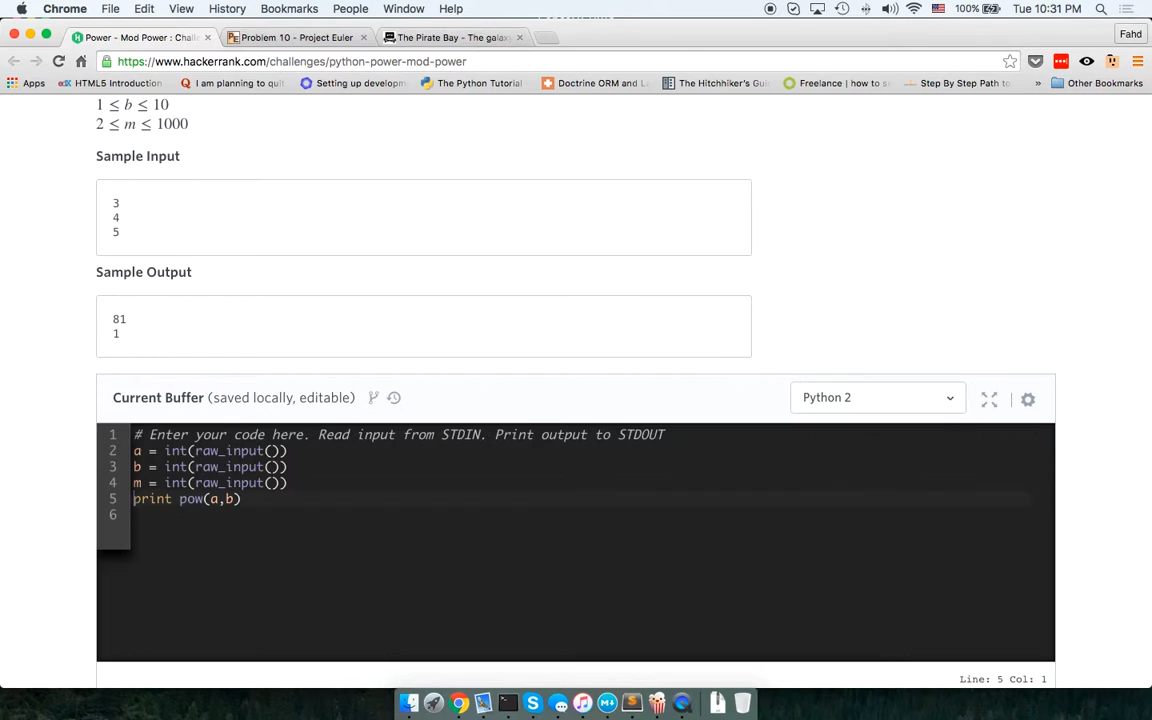 Chrome File Edit View History Bookmarks People Window Help 100% Tue 10:31 PM
Power - Mod Power : Challe Problem 10 - Project Euler The Pirate Bay - The galaxy Fahd
https://www.hackerrank.com/challenges/python-power-mod-power
Apps HTML5 Introduction I am planning to quit Setting up developm The Python Tutorial Doctrine ORM and La The Hitchhiker's Gui Freelance | how to se Step By Step Path to » Other Bookmarks
1 ≤ b ≤ 10
2 ≤ m ≤ 1000
Sample Input
3
4
5
Sample Output
81
1
Current Buffer (saved locally, editable) Python 2
1 # Enter your code here. Read input from STDIN. Print output to STDOUT
2 a = int(raw_input())
3 b = int(raw_input())
4 m = int(raw_input())
5 print pow(a,b)
6
Line: 5 Col: 1